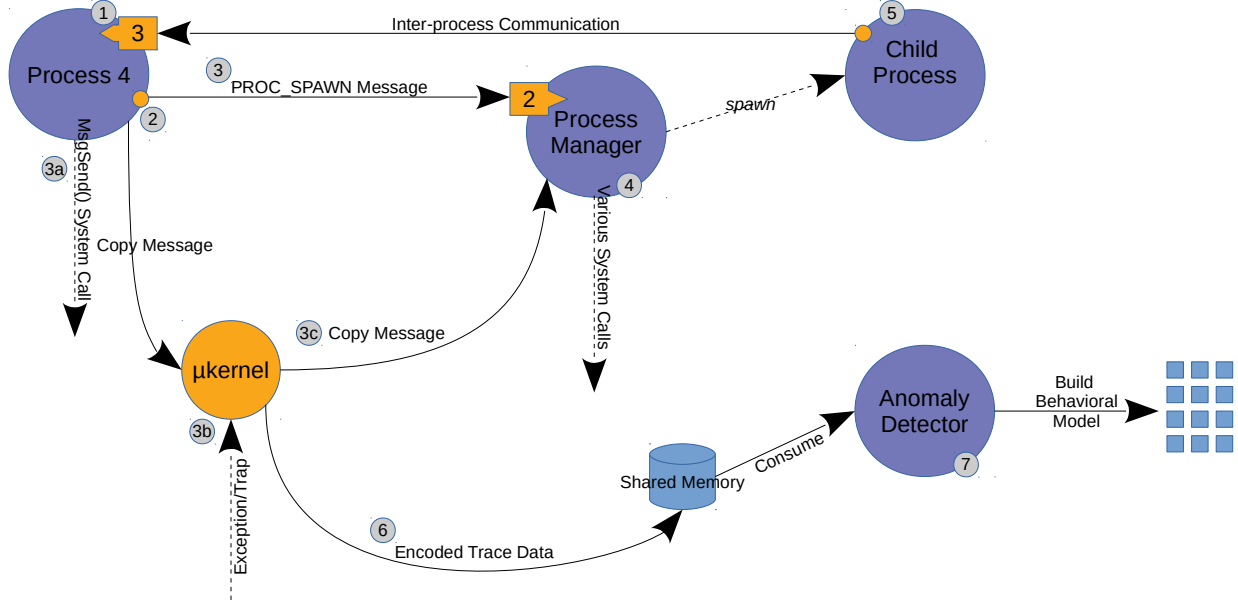 1
3
Inter-process Communication
5
Process 4
3
PROC_SPAWN Message
2
2
Process
Manager
spawn
Child
Process
3a
MsgSend() System Call
4
Various System Calls
Copy Message
3c
Copy Message
µkernel
3b
Exception/Trap
6
Encoded Trace Data
Shared Memory
Consume
Anomaly
Detector
7
Build
Behavioral
Model